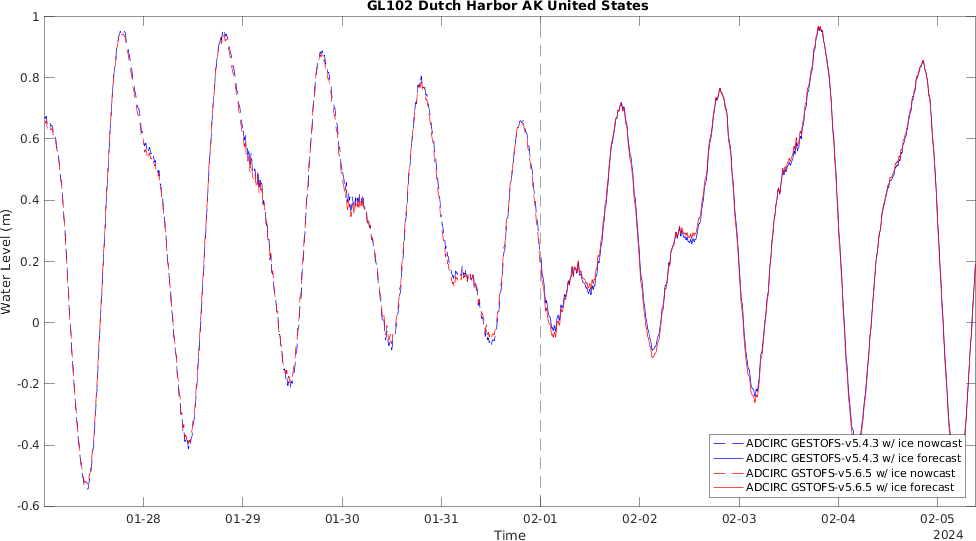 GL102 Dutch Harbor AK United States
1
0.8
0.6
0.4
0.2
0
-0.2
-0.4
-0.6
Water Level (m)
ADCIRC GESTOFS-v5.4.3 w/ ice nowcast
ADCIRC GESTOFS-v5.4.3 w/ ice forecast
ADCIRC GSTOFS-v5.6.5 w/ ice nowcast
ADCIRC GSTOFS-v5.6.5 w/ ice forecast
01-28 01-29 01-30 01-31 02-01 02-02 02-03 02-04 02-05
Time 2024